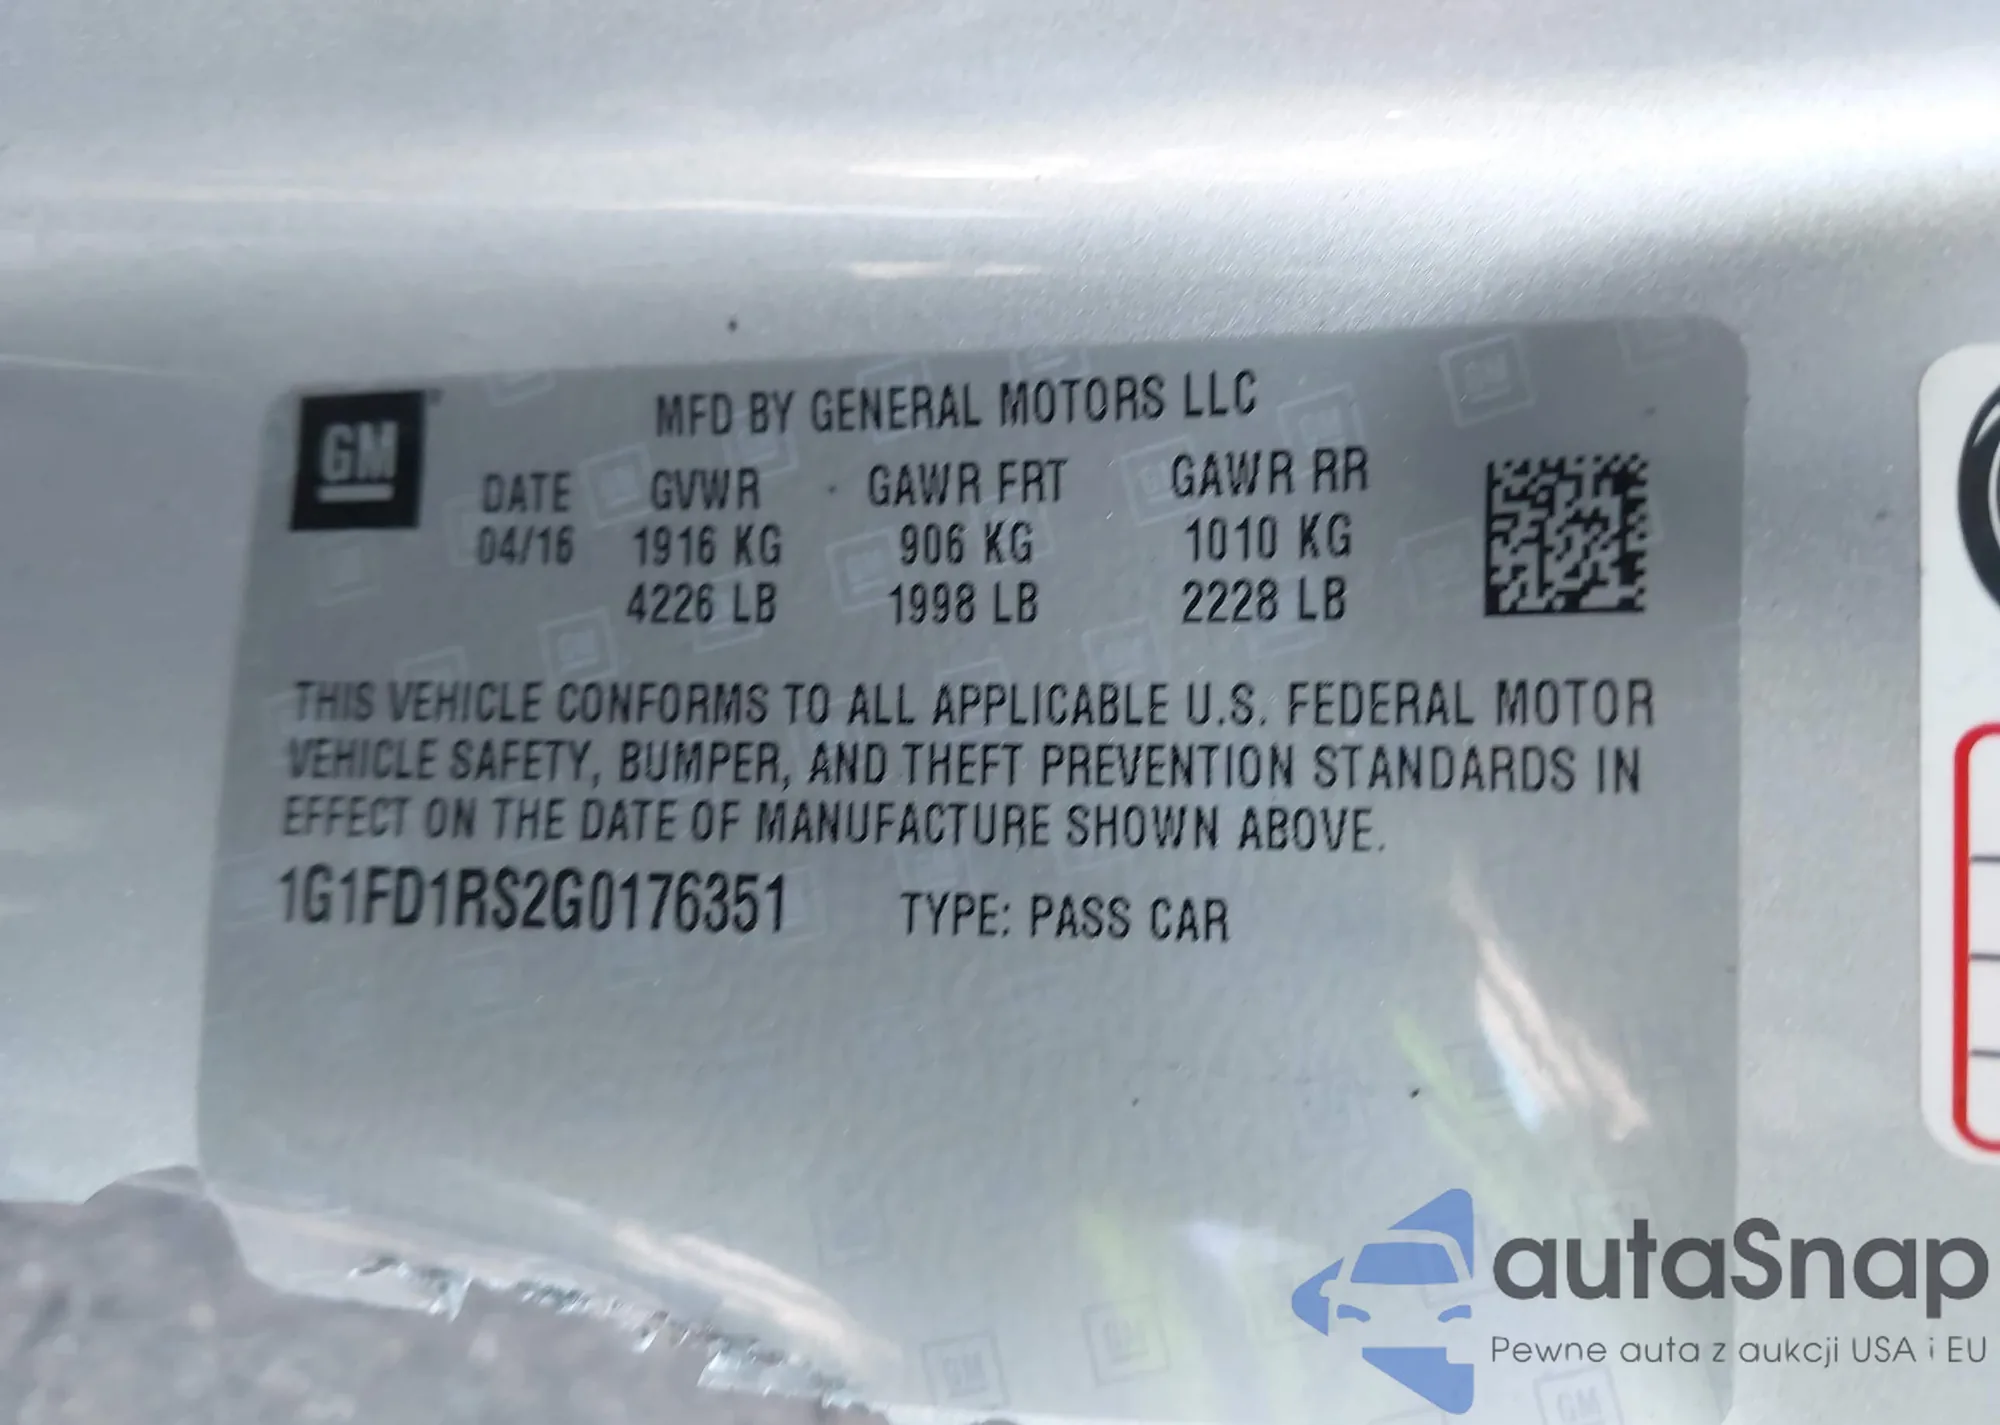 GM
MFD BY GENERAL MOTORS LLC
DATE GVWR GAWR FRT GAWR RR
04/16 1916 KG 906 KG 1010 KG
4226 LB 1998 LB 2228 LB
THIS VEHICLE CONFORMS TO ALL APPLICABLE U.S. FEDERAL MOTOR
VEHICLE SAFETY, BUMPER, AND THEFT PREVENTION STANDARDS IN
EFFECT ON THE DATE OF MANUFACTURE SHOWN ABOVE.
1G1FD1RS2G0176351 TYPE: PASS CAR
autaSnap
Pewne auta z aukcji USA i EU